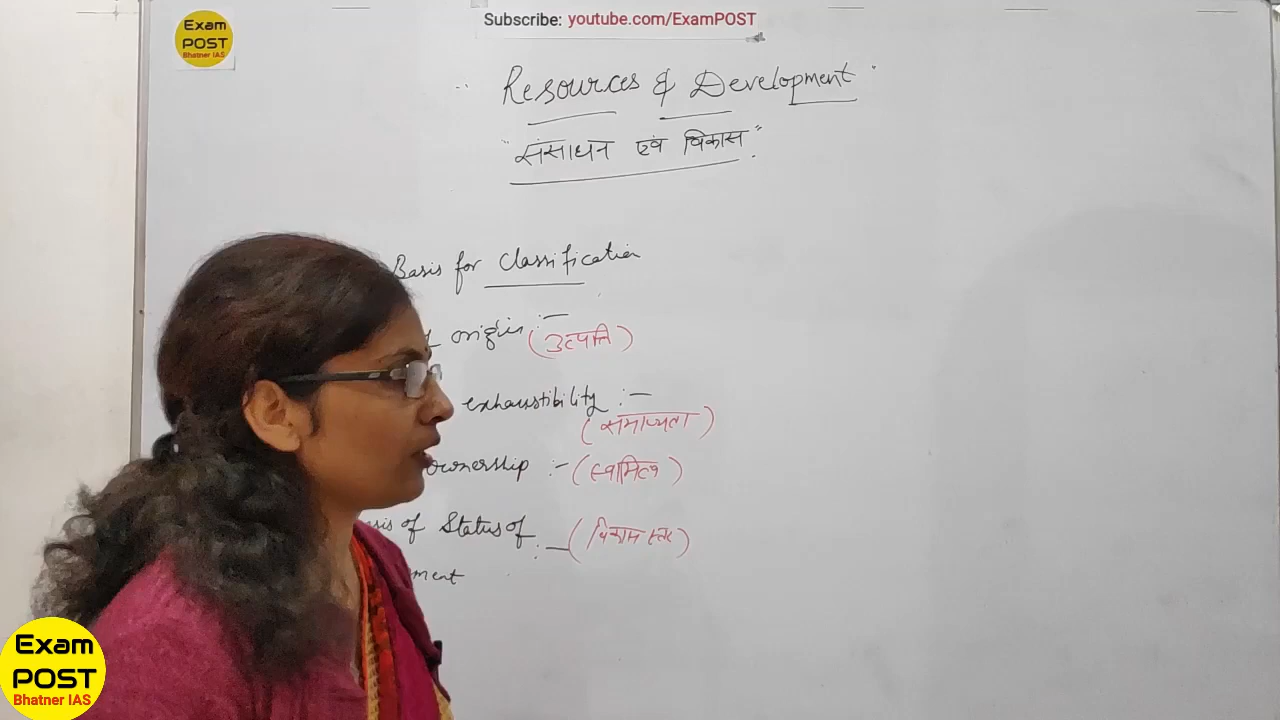 Exam
POST
Bhatner IAS
Subscribe: youtube.com/ExamPOST
" Resources & Development "
"संसाधन एवं विकास"
Basis for Classification
origin :- (उत्पत्ति)
exhaustibility :-
(समाप्यता)
ownership :- (स्वामित्व)
of Status of
:- (विकास स्तर)
ment
Exam
POST
Bhatner IAS